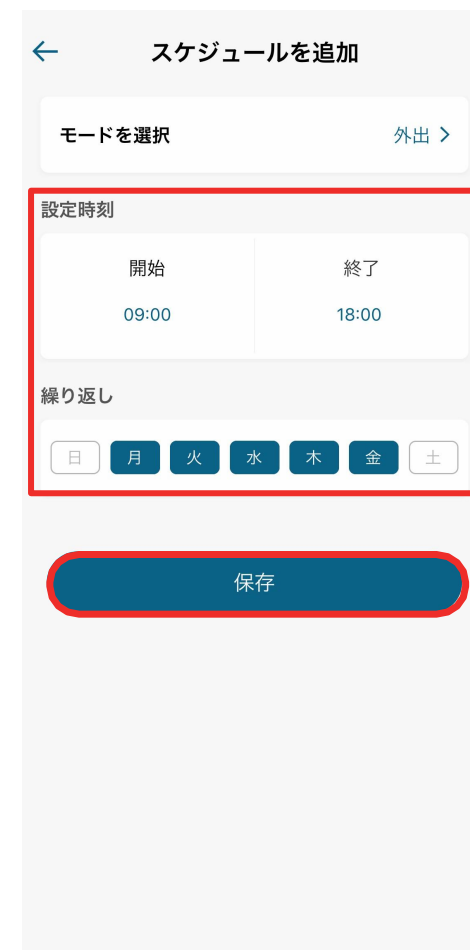 スケジュールを追加
モードを選択 外出
設定時刻
開始 終了
09:00 18:00
繰り返し
日 月 火 水 木 金 土
保存